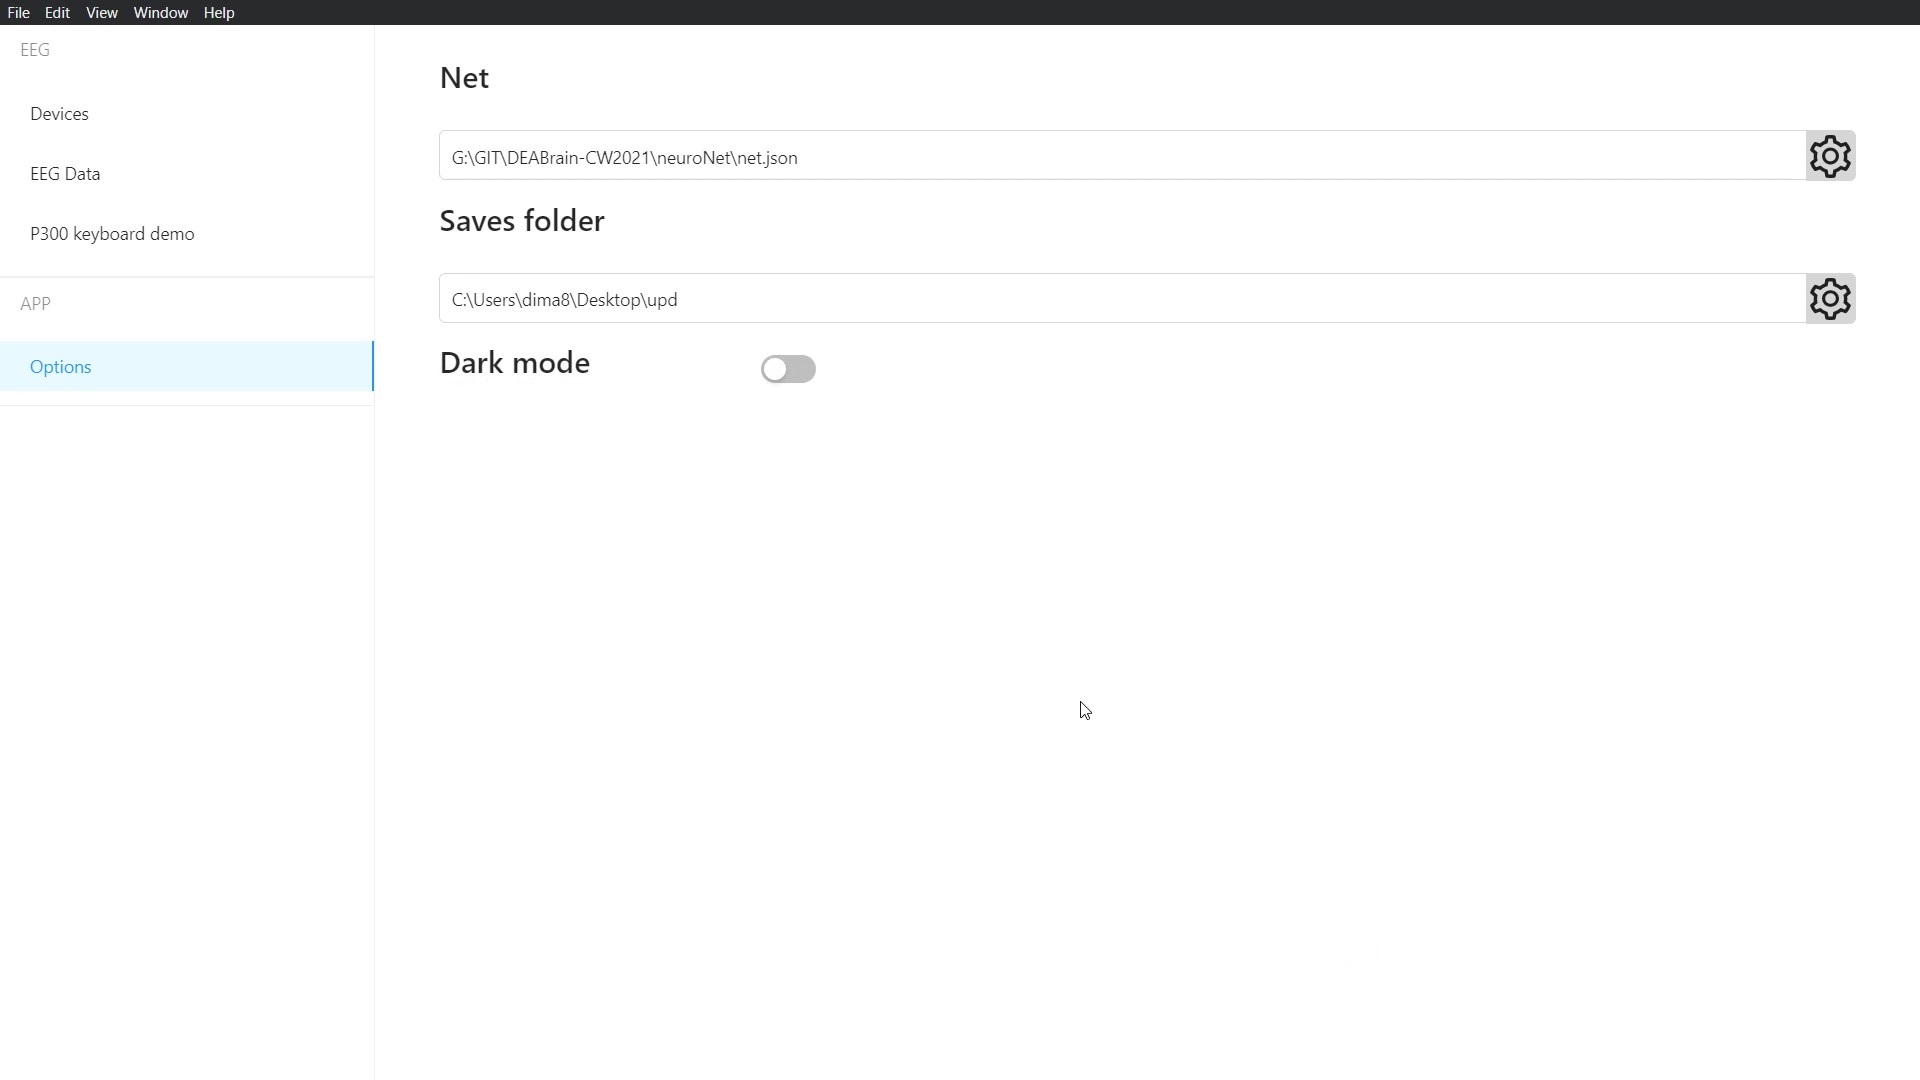 File Edit View Window Help
EEG
Devices
EEG Data
P300 keyboard demo
APP
Options
Net
G:\GIT\DEABrain-CW2021\neuroNet\net.json
Saves folder
C:\Users\dima8\Desktop\upd
Dark mode